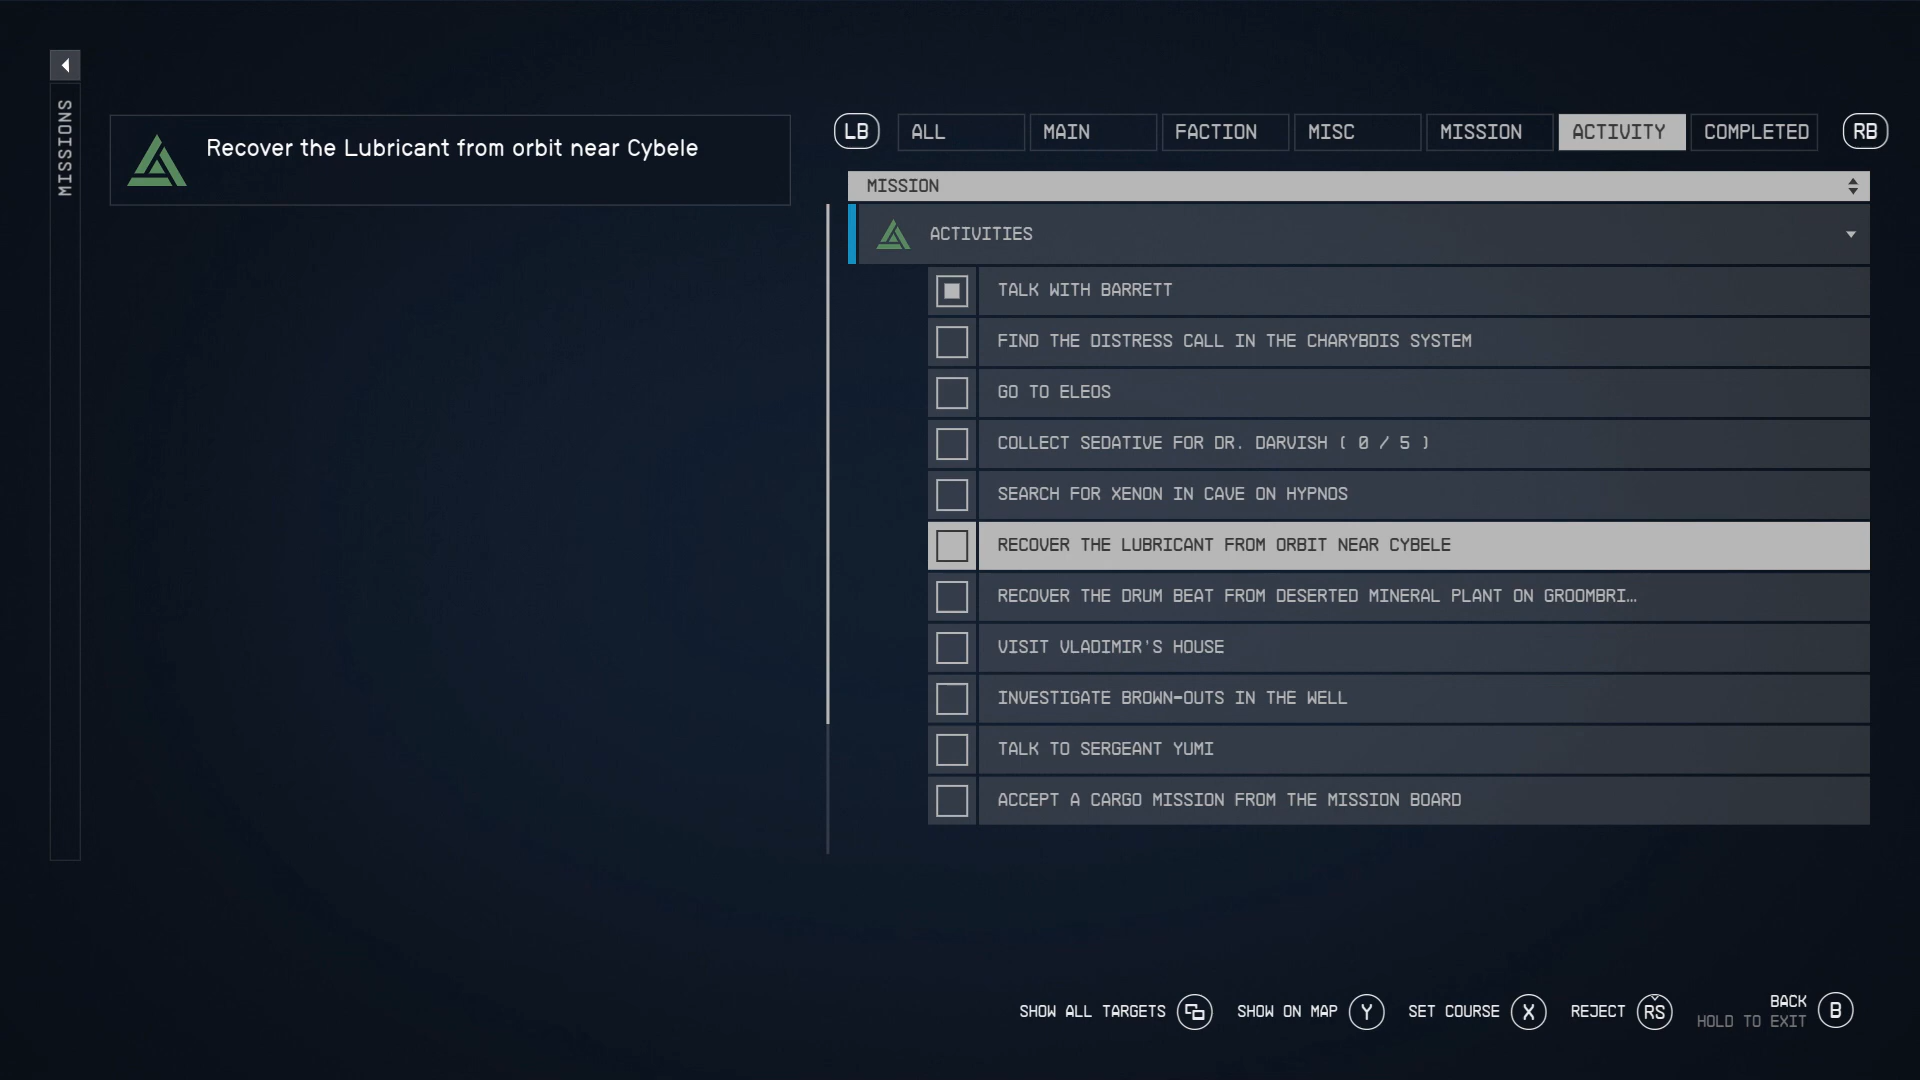 MISSIONS
Recover the Lubricant from orbit near Cybele
LB ALL MAIN FACTION MISC MISSION ACTIVITY COMPLETED RB
MISSION
ACTIVITIES
TALK WITH BARRETT
FIND THE DISTRESS CALL IN THE CHARYBDIS SYSTEM
GO TO ELEOS
COLLECT SEDATIVE FOR DR. DARVISH ( 0 / 5 )
SEARCH FOR XENON IN CAVE ON HYPNOS
RECOVER THE LUBRICANT FROM ORBIT NEAR CYBELE
RECOVER THE DRUM BEAT FROM DESERTED MINERAL PLANT ON GROOMBRI...
VISIT VLADIMIR'S HOUSE
INVESTIGATE BROWN-OUTS IN THE WELL
TALK TO SERGEANT YUMI
ACCEPT A CARGO MISSION FROM THE MISSION BOARD
SHOW ALL TARGETS SHOW ON MAP Y SET COURSE X REJECT RS BACK B
HOLD TO EXIT